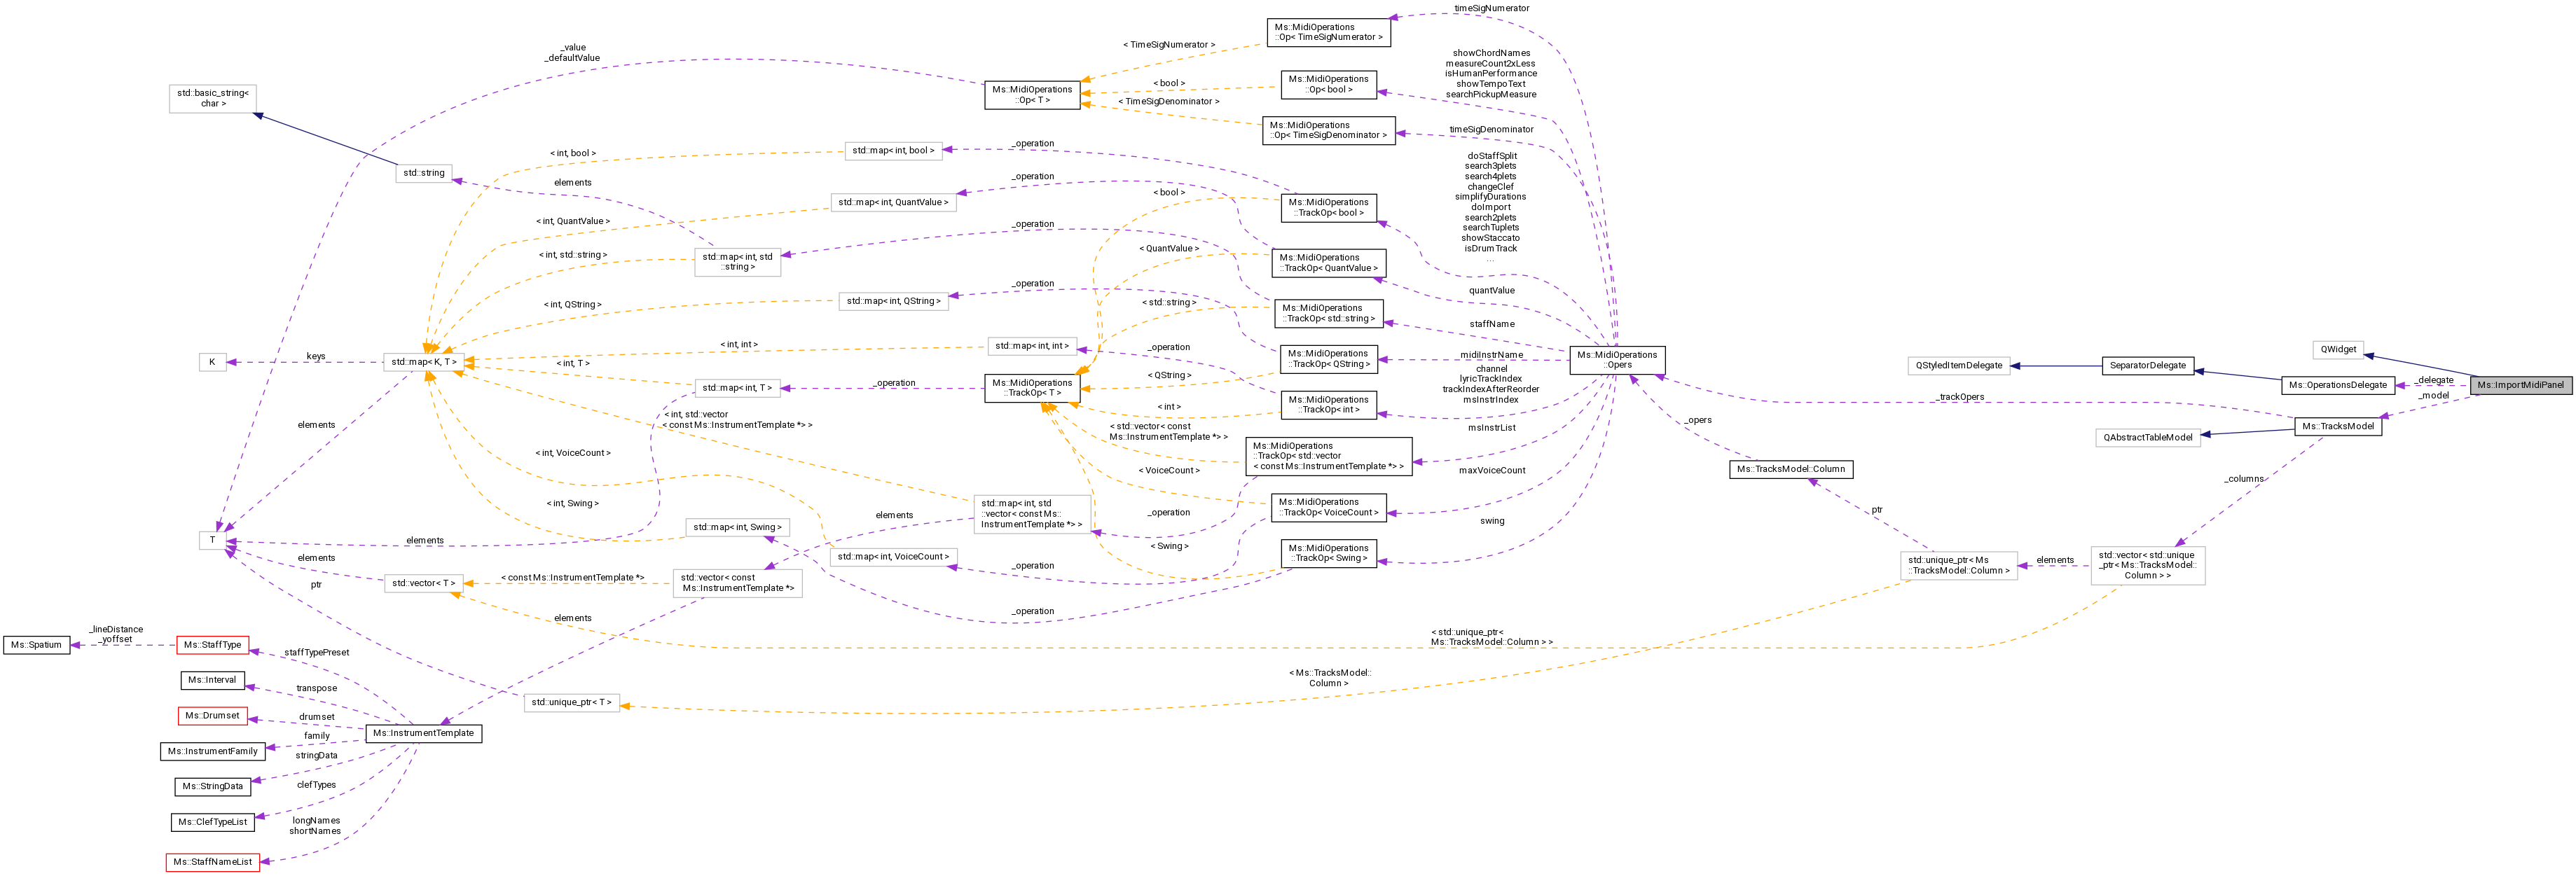 timeSigNumerator
Ms::MidiOperations
::Op< TimeSigNumerator >
< TimeSigNumerator >
_value
_defaultValue
showChordNames
measureCount2xLess
isHumanPerformance
showTempoText
searchPickupMeasure
Ms::MidiOperations
::Op< bool >
< bool >
Ms::MidiOperations
::Op< T >
std::basic_string<
char >
< TimeSigDenominator >
Ms::MidiOperations
::Op< TimeSigDenominator >
timeSigDenominator
std::string
< int, bool >
std::map< int, bool >
_operation
elements
doStaffSplit
search3plets
search4plets
changeClef
simplifyDurations
doImport
search2plets
searchTuplets
showStaccato
isDrumTrack
...
_operation
< bool >
Ms::MidiOperations
::TrackOp< bool >
std::map< int, QuantValue >
< int, QuantValue >
_operation
< QuantValue >
Ms::MidiOperations
::TrackOp< QuantValue >
std::map< int, std
::string >
< int, std::string >
quantValue
_operation
std::map< int, QString >
< int, QString >
< std::string >
Ms::MidiOperations
::TrackOp< std::string >
staffName
std::map< int, int >
< int, int >
_operation
Ms::MidiOperations
::TrackOp< QString >
midiInstrName
Ms::MidiOperations
::Opers
K
keys
std::map< K, T >
< int, T >
std::map< int, T >
_operation
Ms::MidiOperations
::TrackOp< T >
< QString >
channel
lyricTrackIndex
trackIndexAfterReorder
msInstrIndex
< int >
Ms::MidiOperations
::TrackOp< int >
QWidget
QStyledItemDelegate
SeparatorDelegate
Ms::OperationsDelegate
_delegate
Ms::ImportMidiPanel
_model
_trackOpers
Ms::TracksModel
QAbstractTableModel
_opers
elements
< int, std::vector
< const Ms::InstrumentTemplate *> >
< std::vector< const
Ms::InstrumentTemplate *> >
msInstrList
Ms::MidiOperations
::TrackOp< std::vector
< const Ms::InstrumentTemplate *> >
< int, VoiceCount >
< VoiceCount >
maxVoiceCount
Ms::TracksModel::Column
_columns
< int, Swing >
std::map< int, std
::vector< const Ms::
InstrumentTemplate *> >
_operation
Ms::MidiOperations
::TrackOp< VoiceCount >
ptr
elements
std::map< int, Swing >
swing
T
elements
< Swing >
Ms::MidiOperations
::TrackOp< Swing >
elements
std::map< int, VoiceCount >
_operation
std::unique_ptr< Ms
::TracksModel::Column >
elements
std::vector< std::unique
_ptr< Ms::TracksModel::
Column > >
ptr
std::vector< T >
< const Ms::InstrumentTemplate *>
std::vector< const
Ms::InstrumentTemplate *>
_operation
elements
< std::unique_ptr<
Ms::TracksModel::Column > >
_lineDistance
_yoffset
Ms::Spatium
Ms::StaffType
staffTypePreset
Ms::Interval
transpose
< Ms::TracksModel::
Column >
std::unique_ptr< T >
Ms::Drumset
drumset
Ms::InstrumentTemplate
family
Ms::InstrumentFamily
stringData
Ms::StringData
clefTypes
Ms::ClefTypeList
longNames
shortNames
Ms::StaffNameList